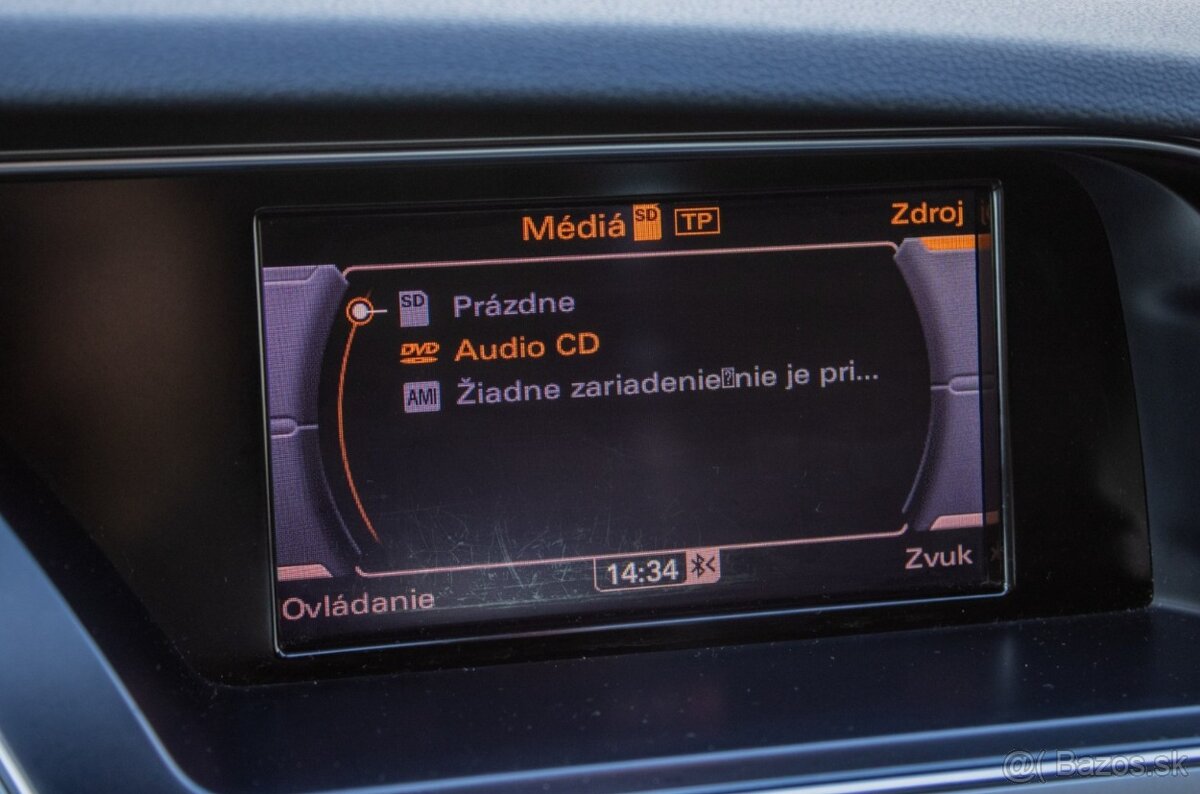 Médiá SD TP
Zdroj
SD Prázdne
DVD Audio CD
AMI Žiadne zariadenie nie je pri...
14:34
Zvuk
Ovládanie
@( Bazos.sk